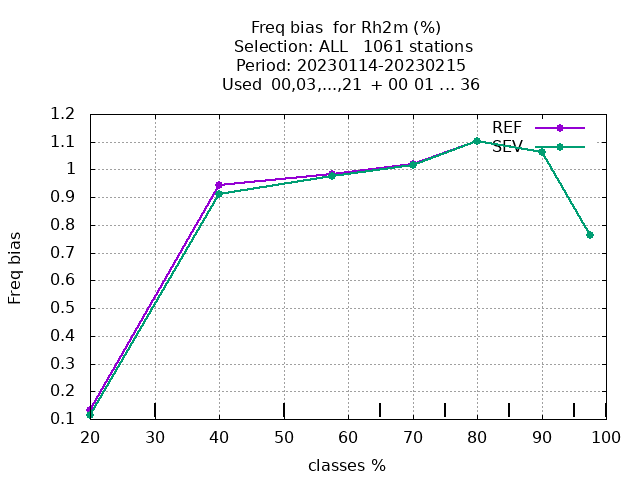 Freq bias  for Rh2m (%)
Selection: ALL   1061 stations
Period: 20230114-20230215
Used  00,03,...,21  + 00 01 ... 36
REF
SEV
1.2
1.1
1
0.9
0.8
0.7
0.6
0.5
0.4
0.3
0.2
0.1
Freq bias
20 30 40 50 60 70 80 90 100
classes %